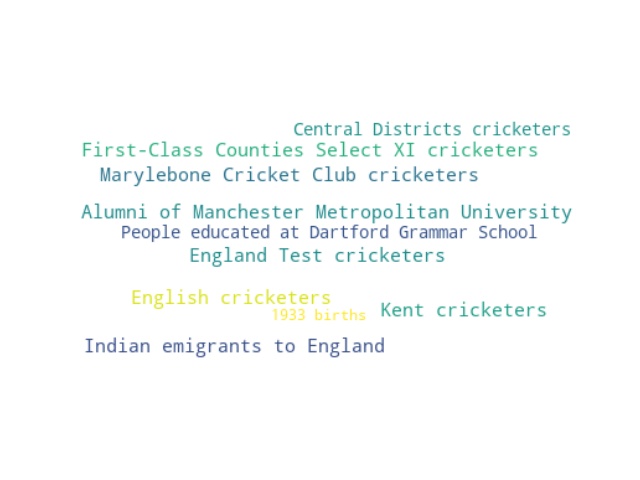 Central Districts cricketers
First-Class Counties Select XI cricketers
Marylebone Cricket Club cricketers
Alumni of Manchester Metropolitan University
People educated at Dartford Grammar School
England Test cricketers
English cricketers
1933 births
Kent cricketers
Indian emigrants to England